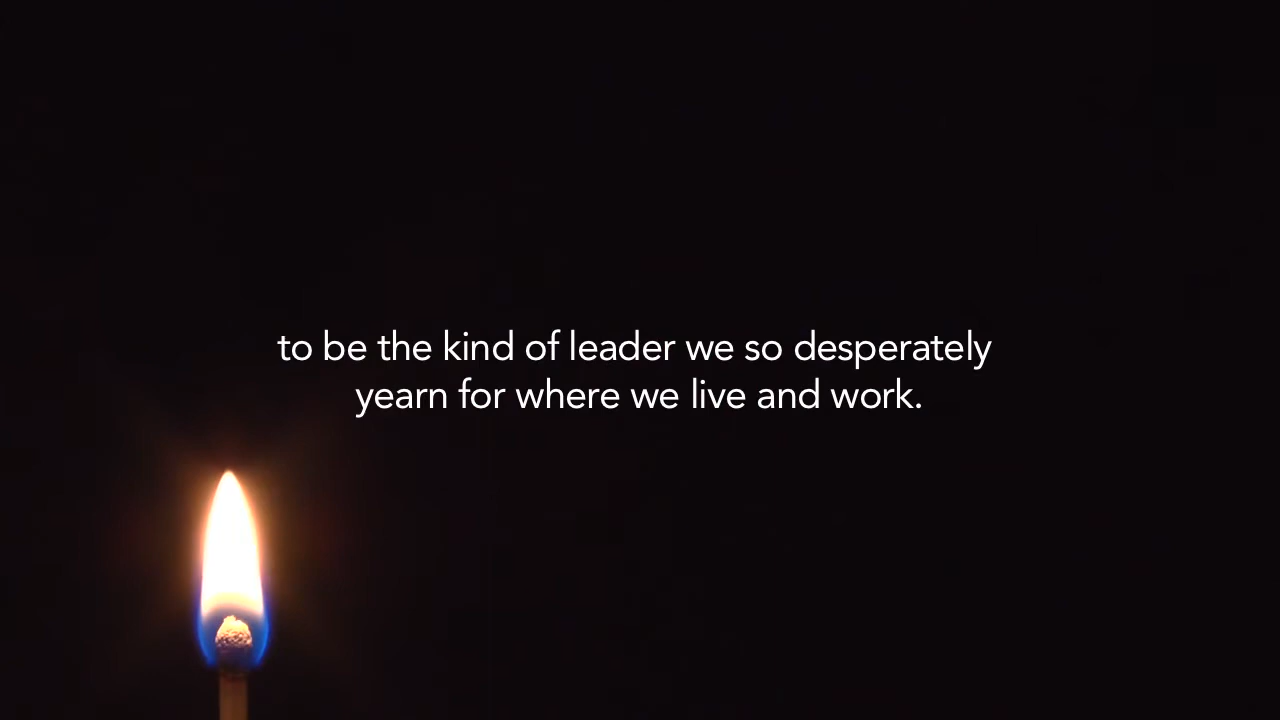 to be the kind of leader we so desperately
yearn for where we live and work.